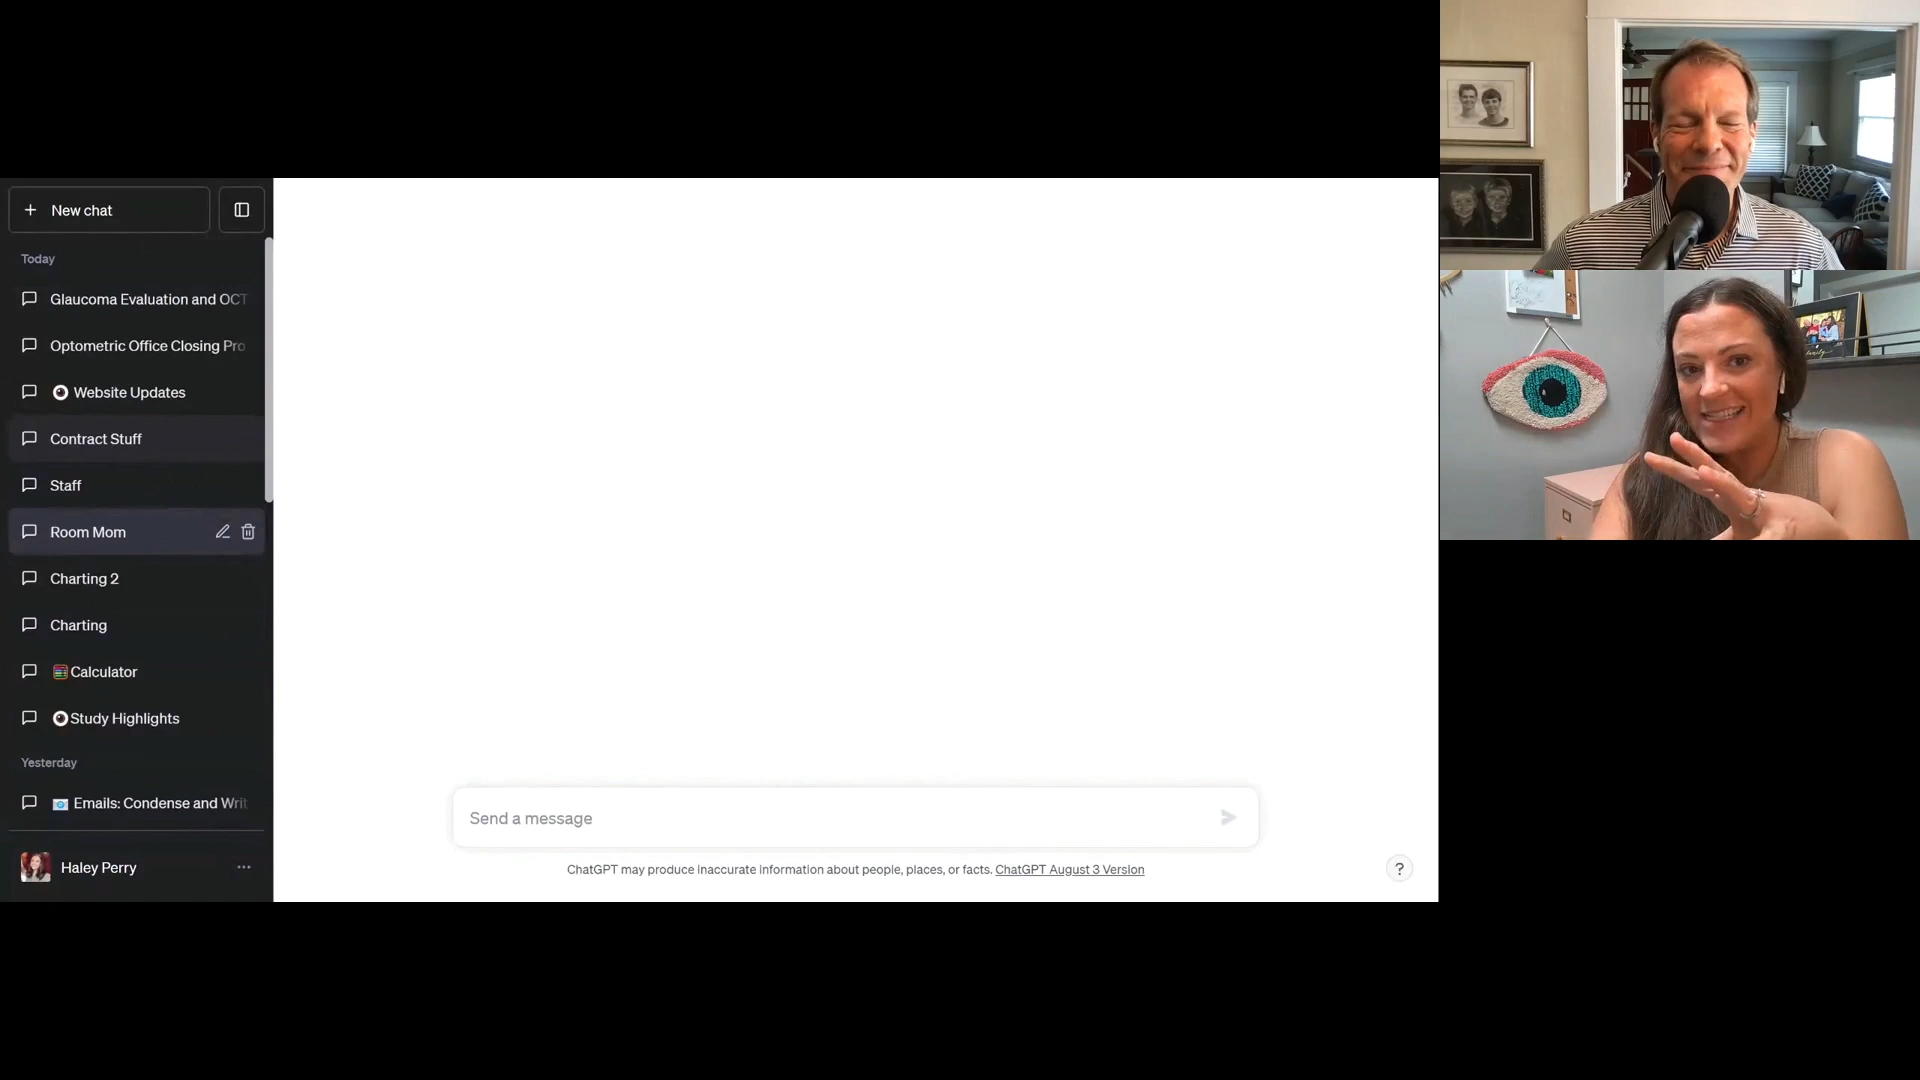 New chat
Today
Glaucoma Evaluation and OCT
Optometric Office Closing Pro
Website Updates
Contract Stuff
Staff
Room Mom
Charting 2
Charting
Calculator
Study Highlights
Yesterday
Emails: Condense and Writ
Haley Perry
Send a message
ChatGPT may produce inaccurate information about people, places, or facts. ChatGPT August 3 Version
?
family